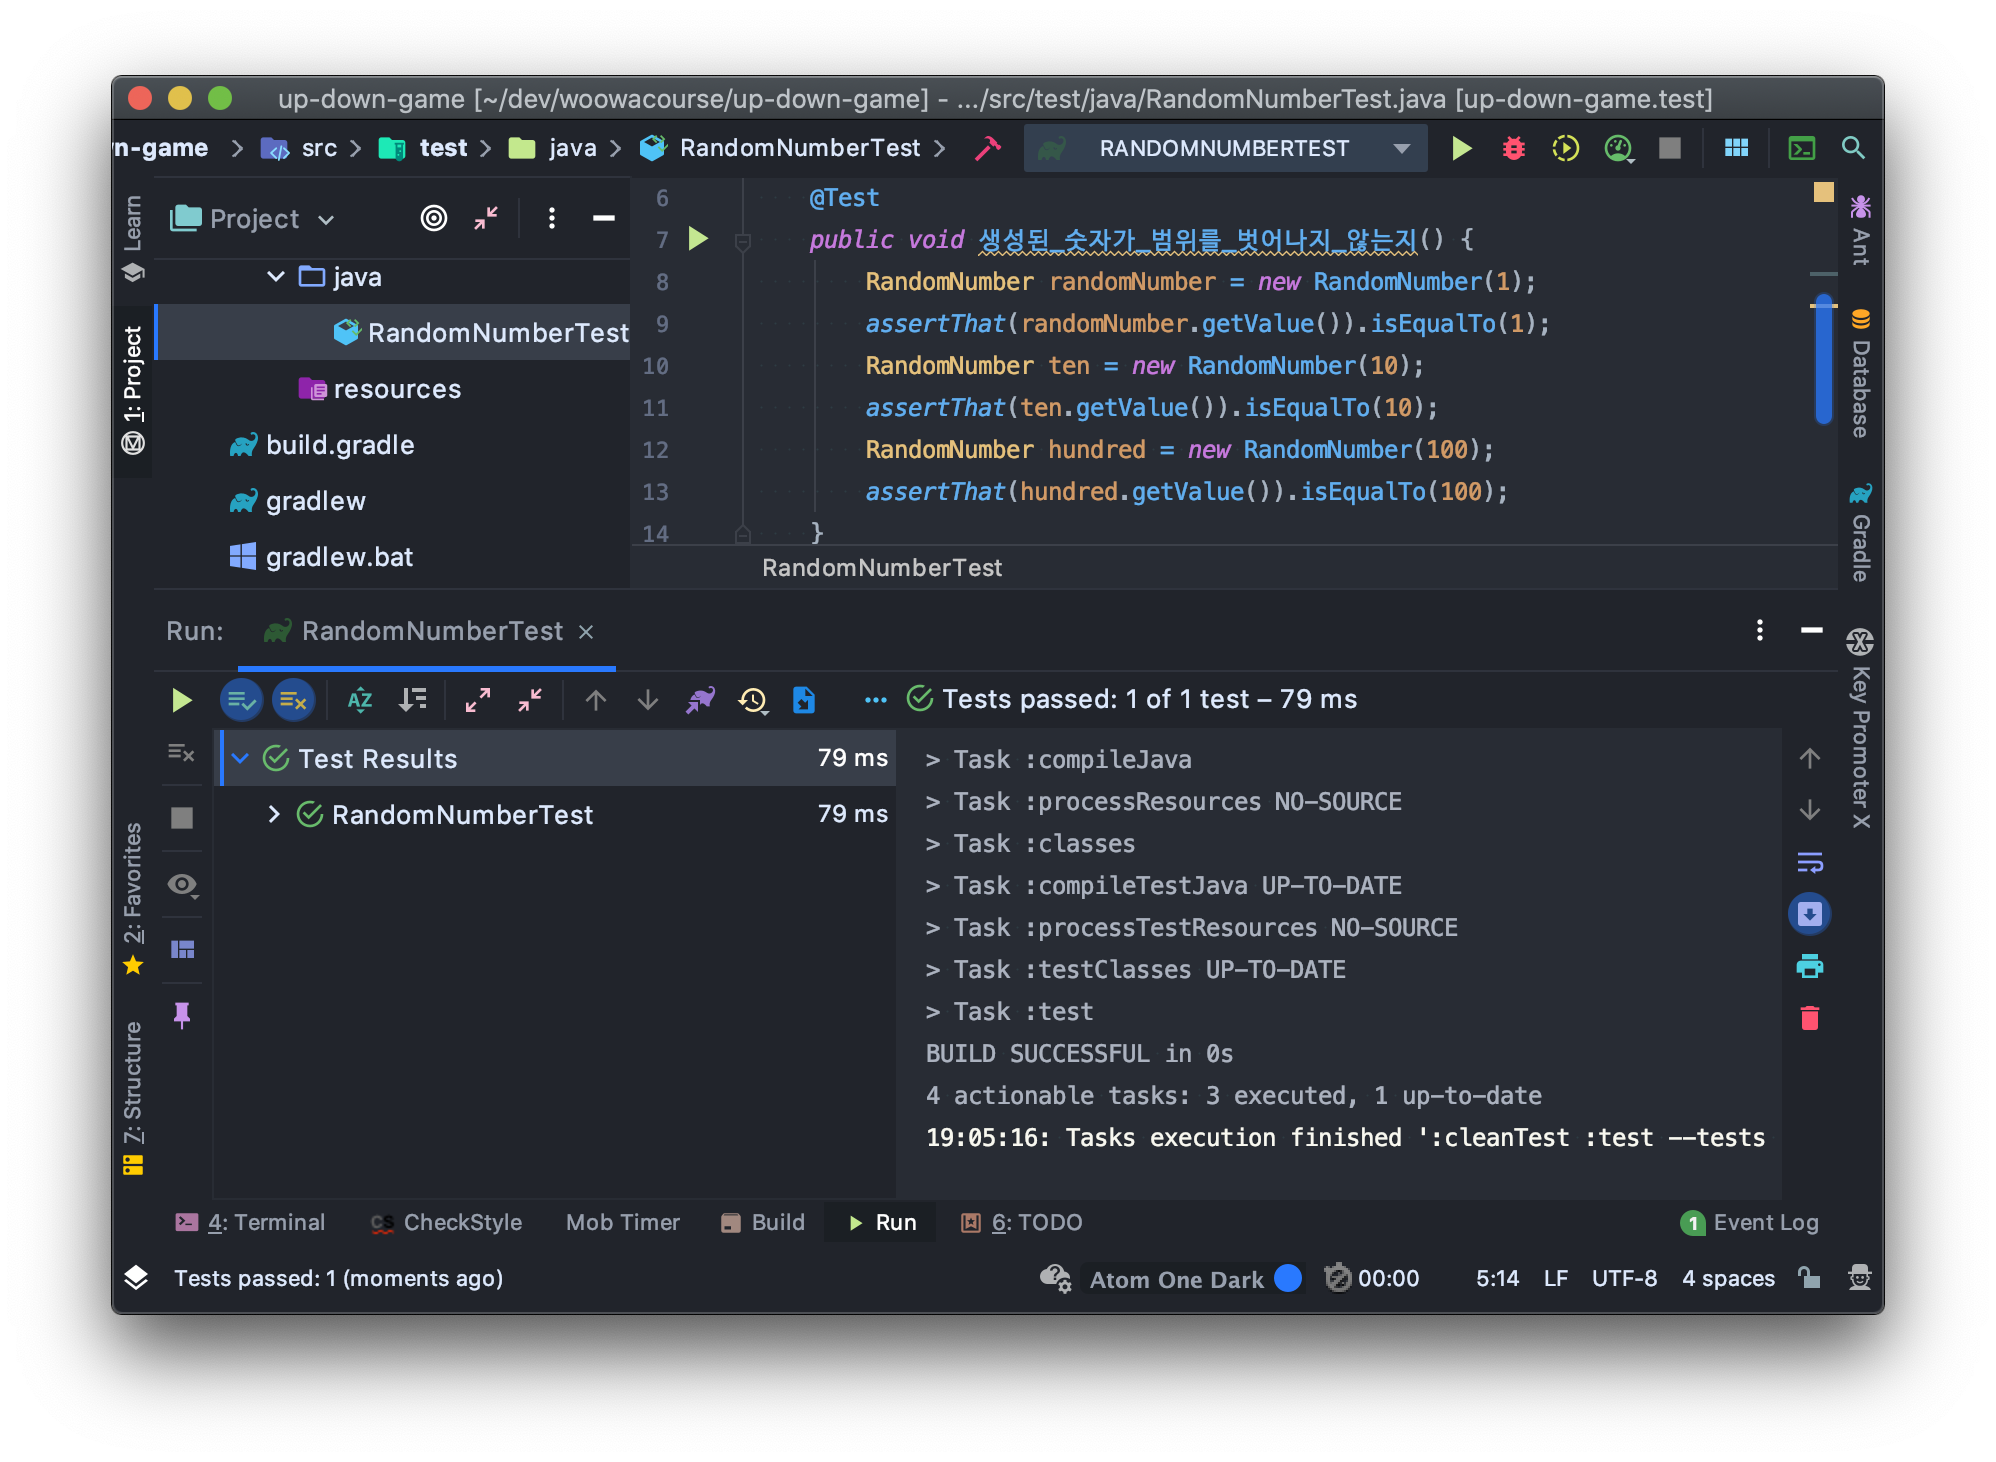 up-down-game [~/dev/woowacourse/up-down-game] - .../src/test/java/RandomNumberTest.java [up-down-game.test]
n-game src test java RandomNumberTest RANDOMNUMBERTEST
Learn
1: Project
2: Favorites
7: Structure
Project
java
RandomNumberTest
resources
build.gradle
gradlew
gradlew.bat
6 @Test
7 public void 생성된_숫자가_범위를_벗어나지_않는지() {
8 RandomNumber randomNumber = new RandomNumber(1);
9 assertThat(randomNumber.getValue()).isEqualTo(1);
10 RandomNumber ten = new RandomNumber(10);
11 assertThat(ten.getValue()).isEqualTo(10);
12 RandomNumber hundred = new RandomNumber(100);
13 assertThat(hundred.getValue()).isEqualTo(100);
14 }
RandomNumberTest
Ant
Database
Gradle
Key Promoter X
Run: RandomNumberTest
Tests passed: 1 of 1 test – 79 ms
Test Results 79 ms
RandomNumberTest 79 ms
> Task :compileJava
> Task :processResources NO-SOURCE
> Task :classes
> Task :compileTestJava UP-TO-DATE
> Task :processTestResources NO-SOURCE
> Task :testClasses UP-TO-DATE
> Task :test
BUILD SUCCESSFUL in 0s
4 actionable tasks: 3 executed, 1 up-to-date
19:05:16: Tasks execution finished ':cleanTest :test --tests
4: Terminal CS CheckStyle Mob Timer Build Run 6: TODO 1 Event Log
Tests passed: 1 (moments ago) Atom One Dark 00:00 5:14 LF UTF-8 4 spaces